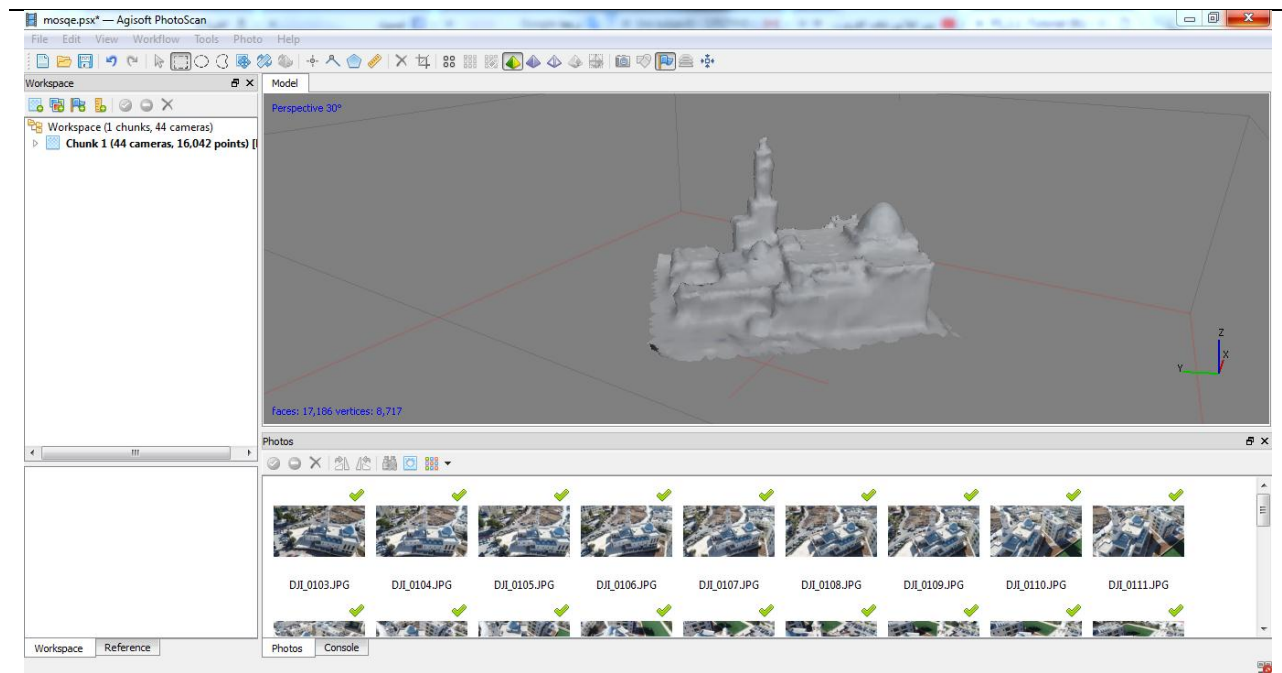 mosqe.psx* — Agisoft PhotoScan
File Edit View Workflow Tools Photo Help
Workspace
Model
Workspace (1 chunks, 44 cameras)
Chunk 1 (44 cameras, 16,042 points) [
Perspective 30°
Z
X
Y
faces: 17,186 vertices: 8,717
Photos
DJI_0103.JPG DJI_0104.JPG DJI_0105.JPG DJI_0106.JPG DJI_0107.JPG DJI_0108.JPG DJI_0109.JPG DJI_0110.JPG DJI_0111.JPG
Workspace Reference
Photos Console